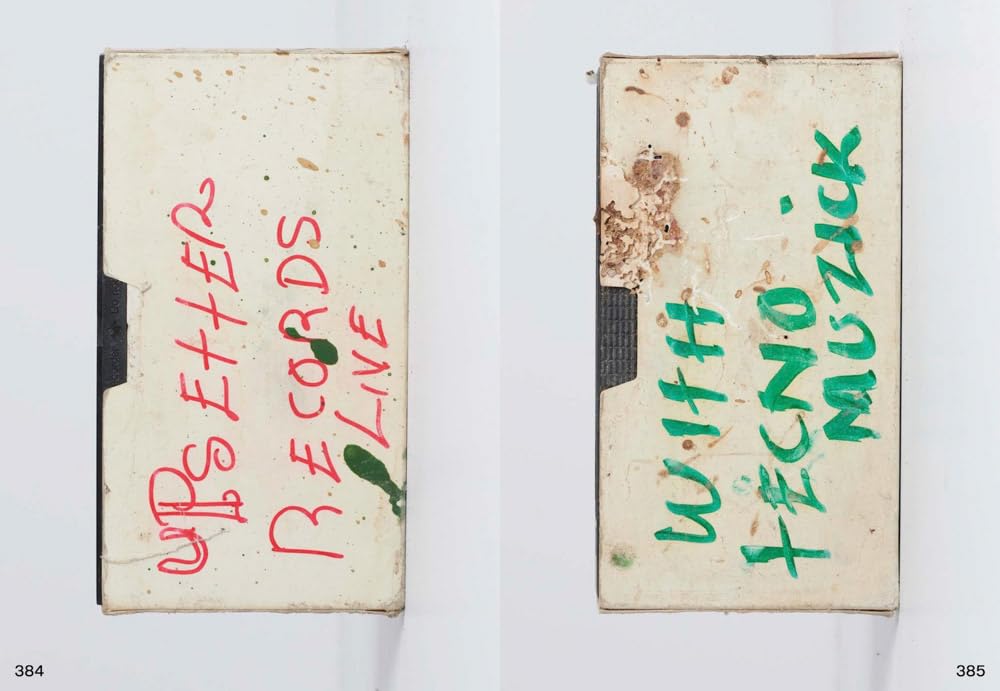 UPSEttER
RECORDS
LIVE
WITH
tECNO
MUZICK
384
385